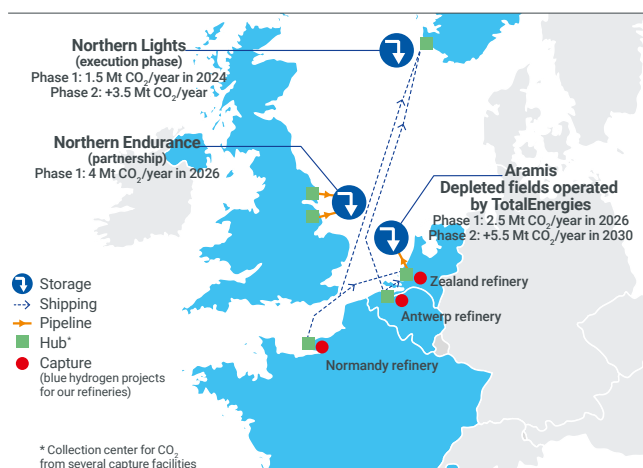 Northern Lights
(execution phase)
Phase 1: 1.5 Mt CO₂/year in 2024
Phase 2: +3.5 Mt CO₂/year
Northern Endurance
(partnership)
Phase 1: 4 Mt CO₂/year in 2026
Aramis
Depleted fields operated
by TotalEnergies
Phase 1: 2.5 Mt CO₂/year in 2026
Phase 2: +5.5 Mt CO₂/year in 2030
Zealand refinery
Antwerp refinery
Normandy refinery
Storage
Shipping
Pipeline
Hub*
Capture
(blue hydrogen projects
for our refineries)
* Collection center for CO₂
from several capture facilities